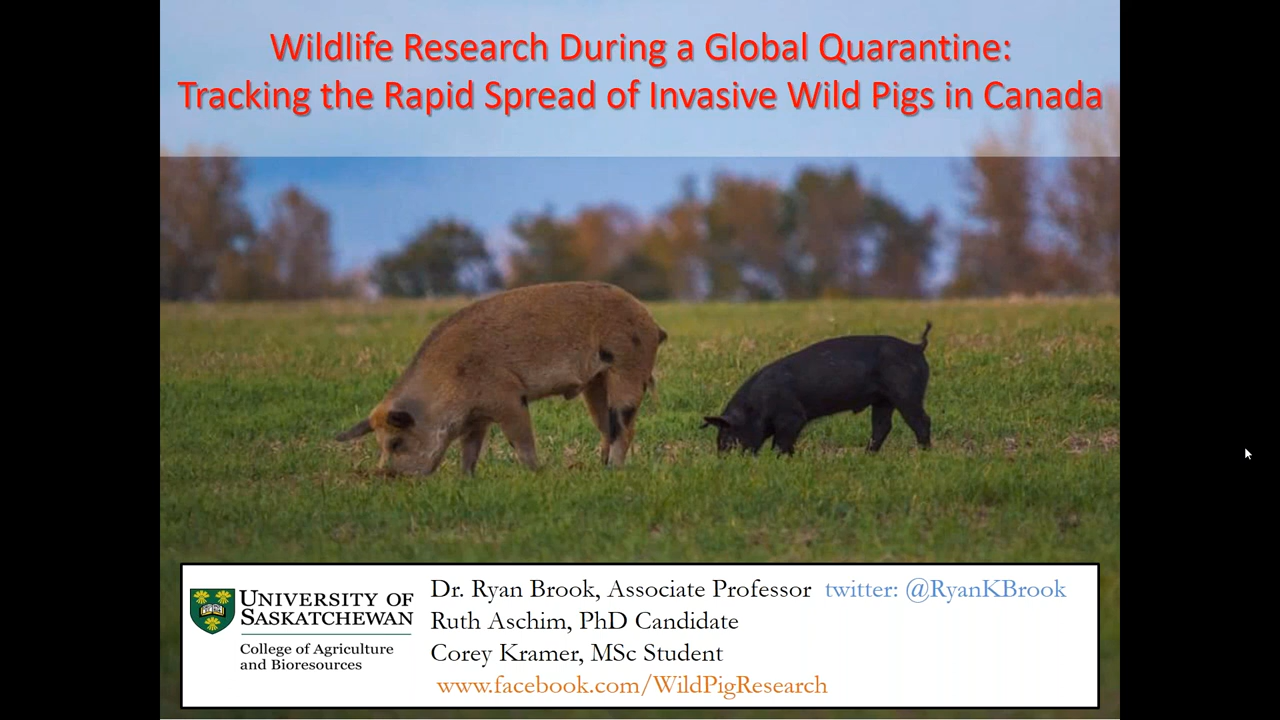 Wildlife Research During a Global Quarantine:
Tracking the Rapid Spread of Invasive Wild Pigs in Canada
UNIVERSITY OF
SASKATCHEWAN
College of Agriculture
and Bioresources
Dr. Ryan Brook, Associate Professor twitter: @RyanKBrook
Ruth Aschim, PhD Candidate
Corey Kramer, MSc Student
www.facebook.com/WildPigResearch